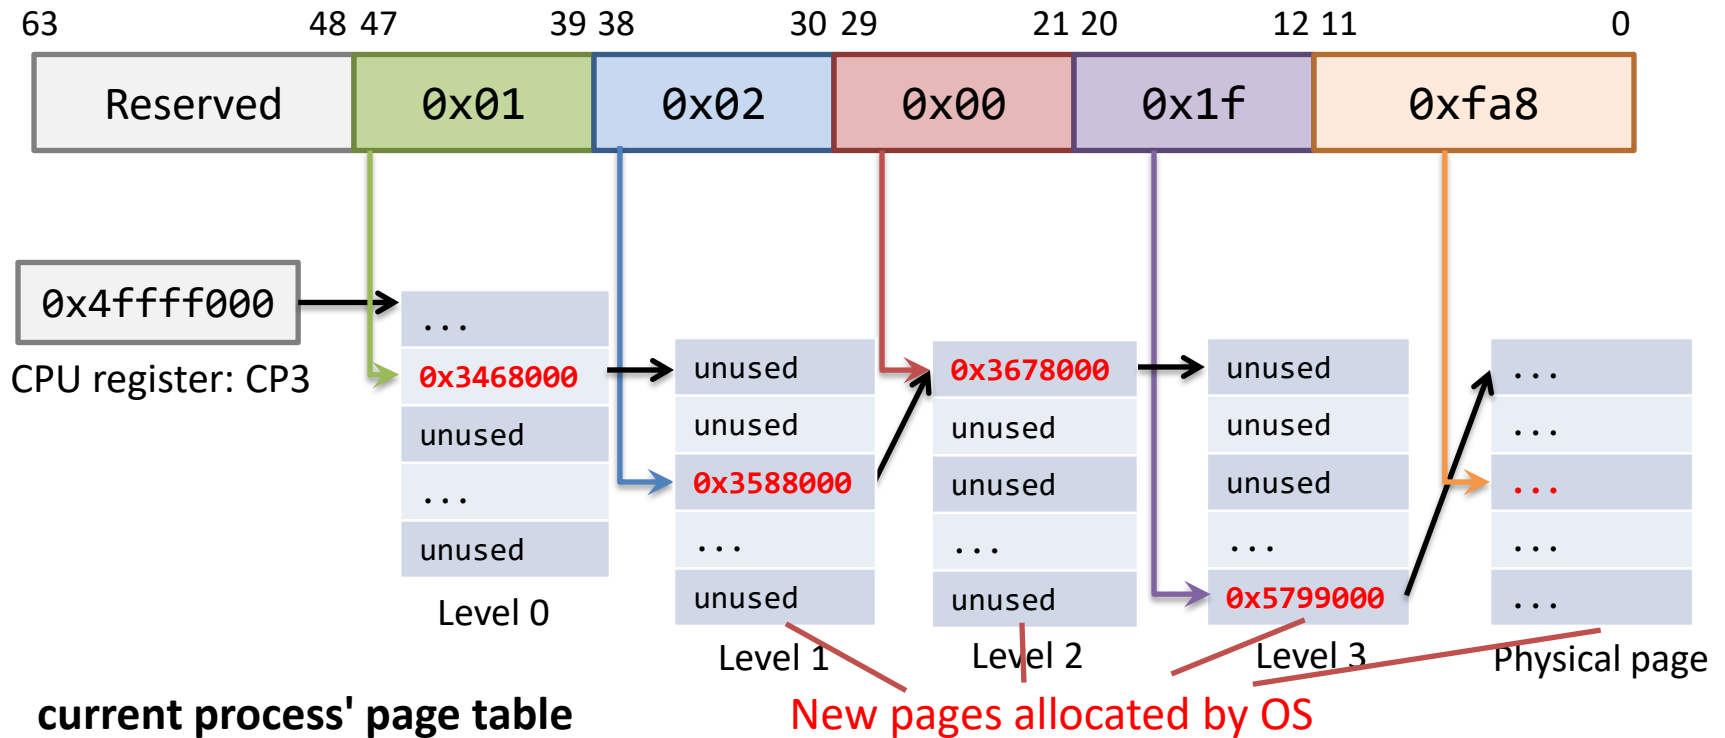 63 48 47 39 38 30 29 21 20 12 11 0
Reserved 0x01 0x02 0x00 0x1f 0xfa8
0x4ffff000
CPU register: CP3
...
0x3468000
unused
...
unused
Level 0
unused
unused
0x3588000
...
unused
Level 1
0x3678000
unused
unused
...
unused
Level 2
unused
unused
unused
...
0x5799000
Level 3
...
...
...
...
...
Physical page
current process' page table
New pages allocated by OS